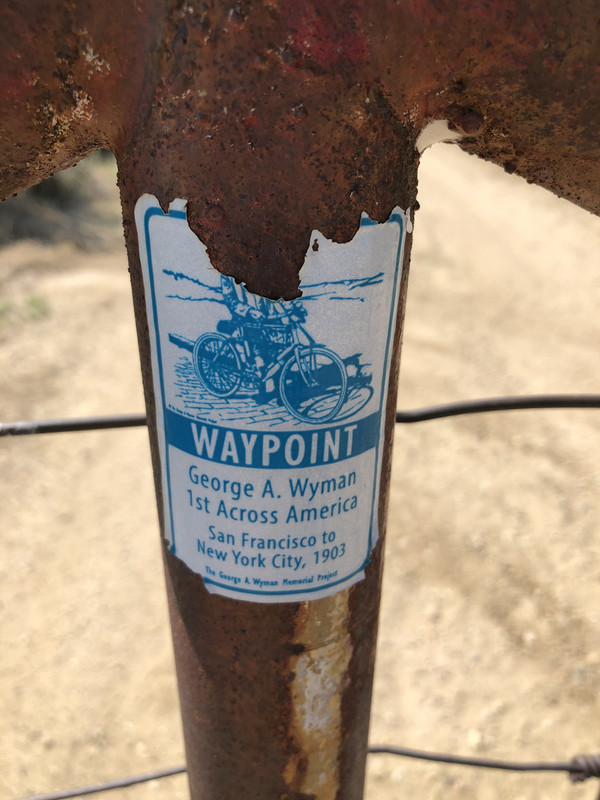 WAYPOINT
George A. Wyman
1st Across America
San Francisco to
New York City, 1903
The George A. Wyman Memorial Project